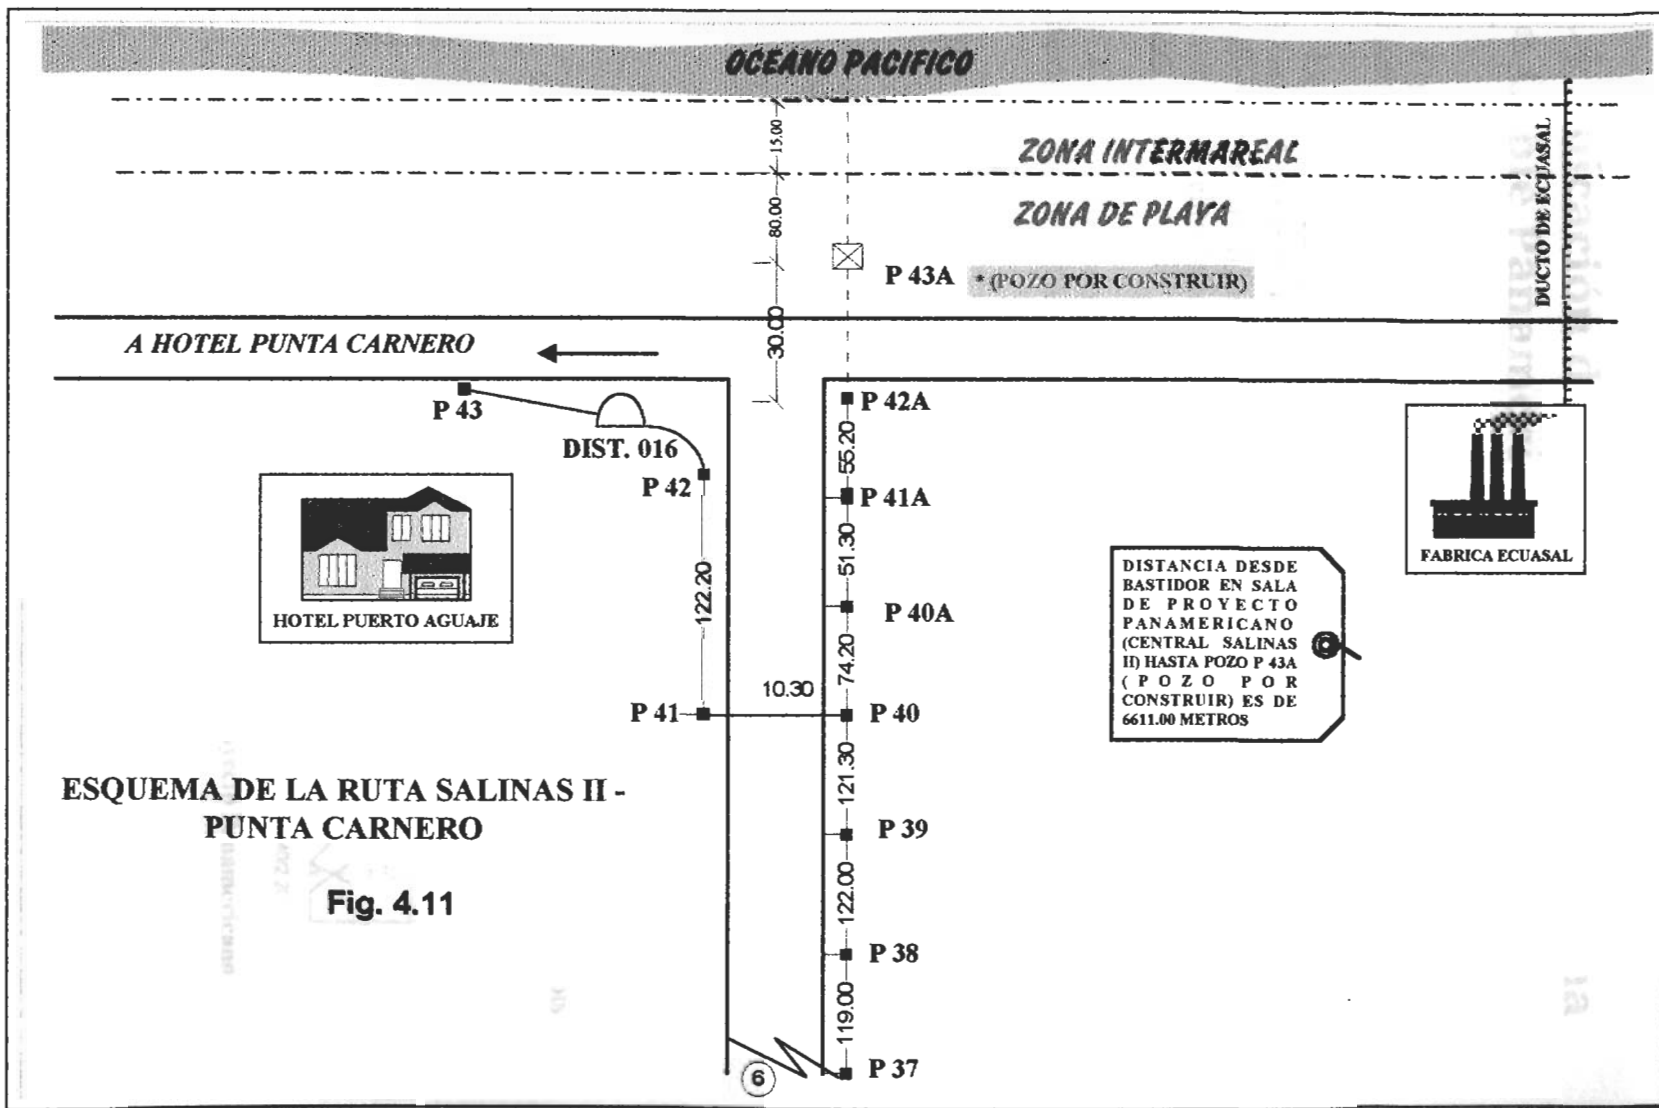 OCEANO PACIFICO
15.00
ZONA INTERMAREAL
80.00
ZONA DE PLAYA
DUCTO DE ECUASAL
P 43A
* (POZO POR CONSTRUIR)
30.00
A HOTEL PUNTA CARNERO
P 43
P 42A
DIST. 016
55.20
P 42
P 41A
HOTEL PUERTO AGUAJE
122.20
51.30
P 40A
FABRICA ECUASAL
74.20
10.30
P 41
P 40
DISTANCIA DESDE
BASTIDOR EN SALA
DE PROYECTO
PANAMERICANO
(CENTRAL SALINAS
II) HASTA POZO P 43A
( POZO POR
CONSTRUIR) ES DE
6611.00 METROS
121.30
ESQUEMA DE LA RUTA SALINAS II -
PUNTA CARNERO
P 39
Fig. 4.11
122.00
P 38
119.00
P 37
6